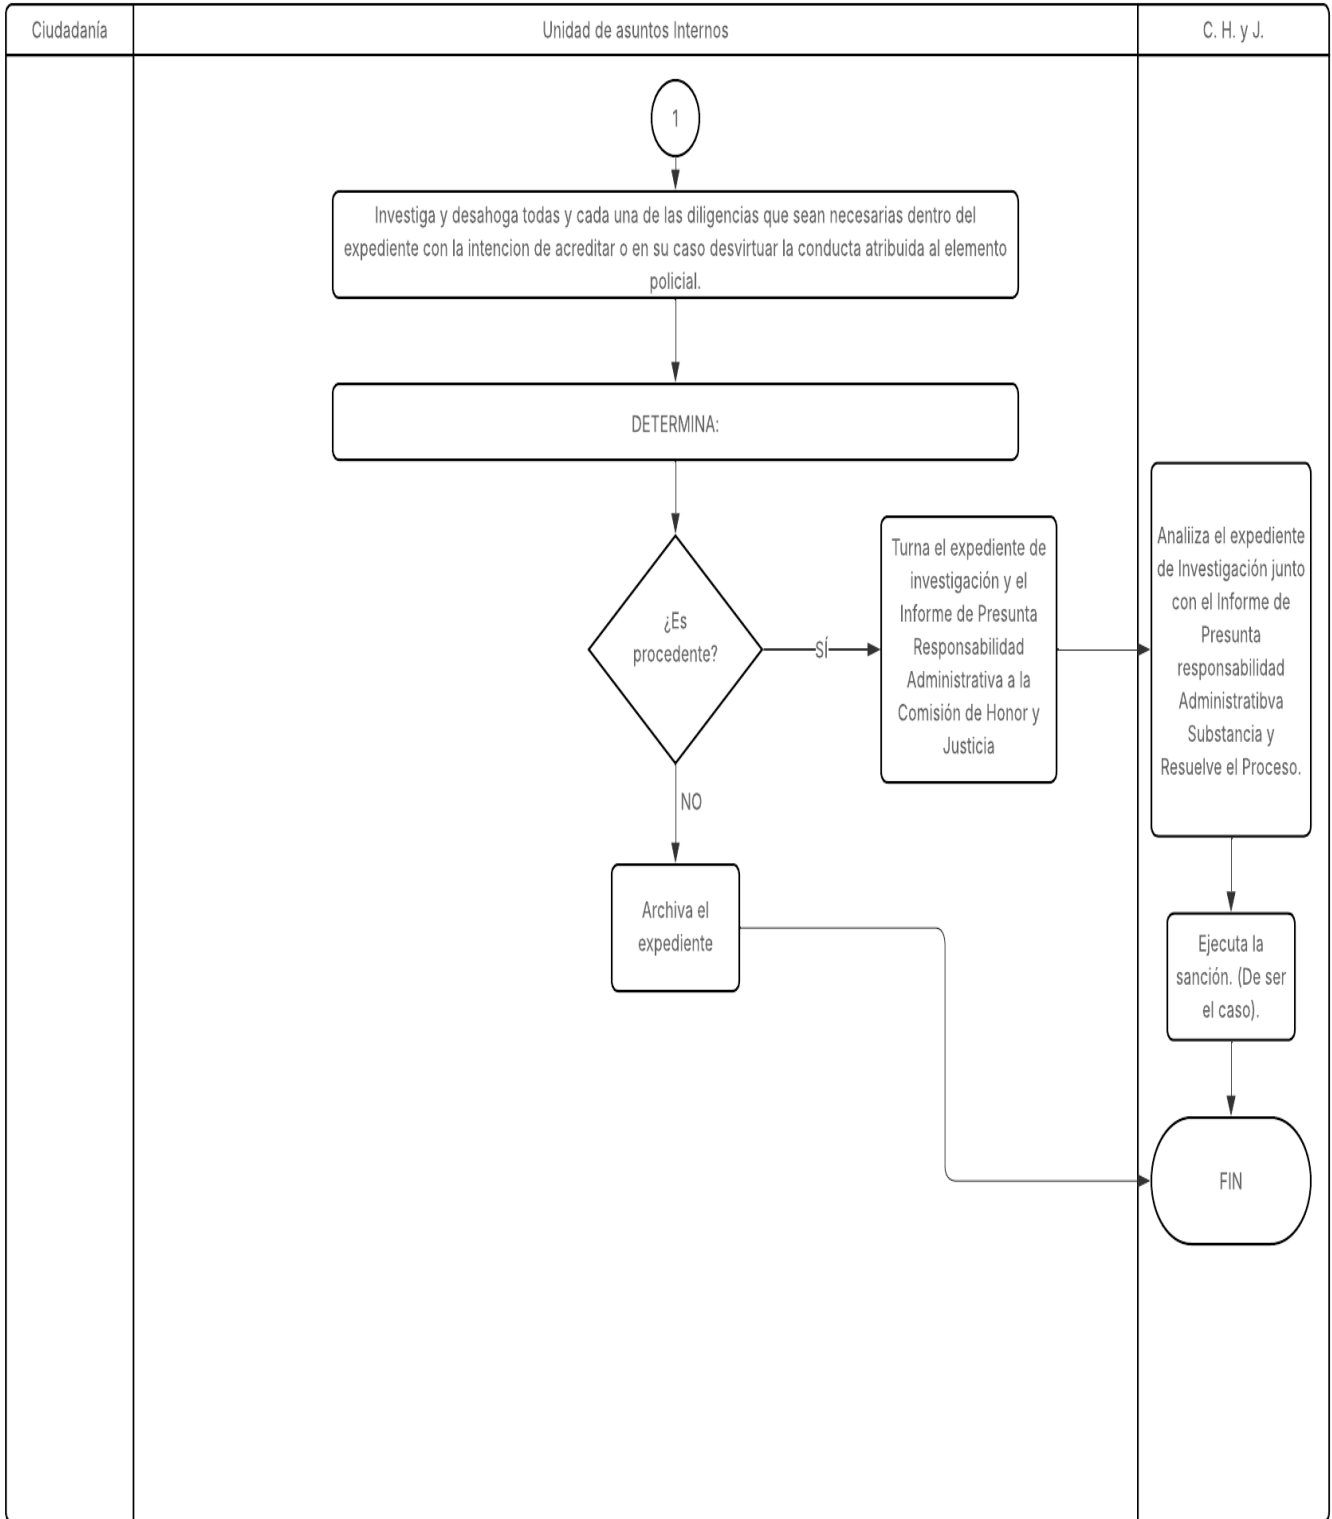 Ciudadanía
Unidad de asuntos Internos
C. H. y J.
1
Investiga y desahoga todas y cada una de las diligencias que sean necesarias dentro del
expediente con la intencion de acreditar o en su caso desvirtuar la conducta atribuida al elemento
policial.
DETERMINA:
¿Es
procedente?
SÍ
Turna el expediente de
investigación y el
Informe de Presunta
Responsabilidad
Administrativa a la
Comisión de Honor y
Justicia
Analiiza el expediente
de Investigación junto
con el Informe de
Presunta
responsabilidad
Administratibva
Substancia y
Resuelve el Proceso.
NO
Archiva el
expediente
Ejecuta la
sanción. (De ser
el caso).
FIN